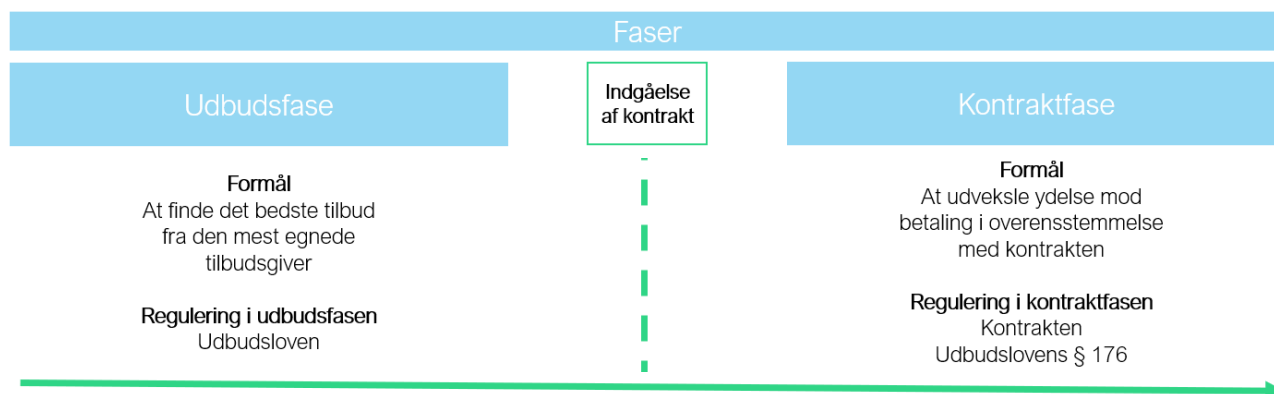 Faser
Udbudsfase
Indgåelse
af kontrakt
Kontraktfase
Formål
At finde det bedste tilbud
fra den mest egnede
tilbudsgiver
Regulering i udbudsfasen
Udbudsloven
Formål
At udveksle ydelse mod
betaling i overensstemmelse
med kontrakten
Regulering i kontraktfasen
Kontrakten
Udbudslovens § 176